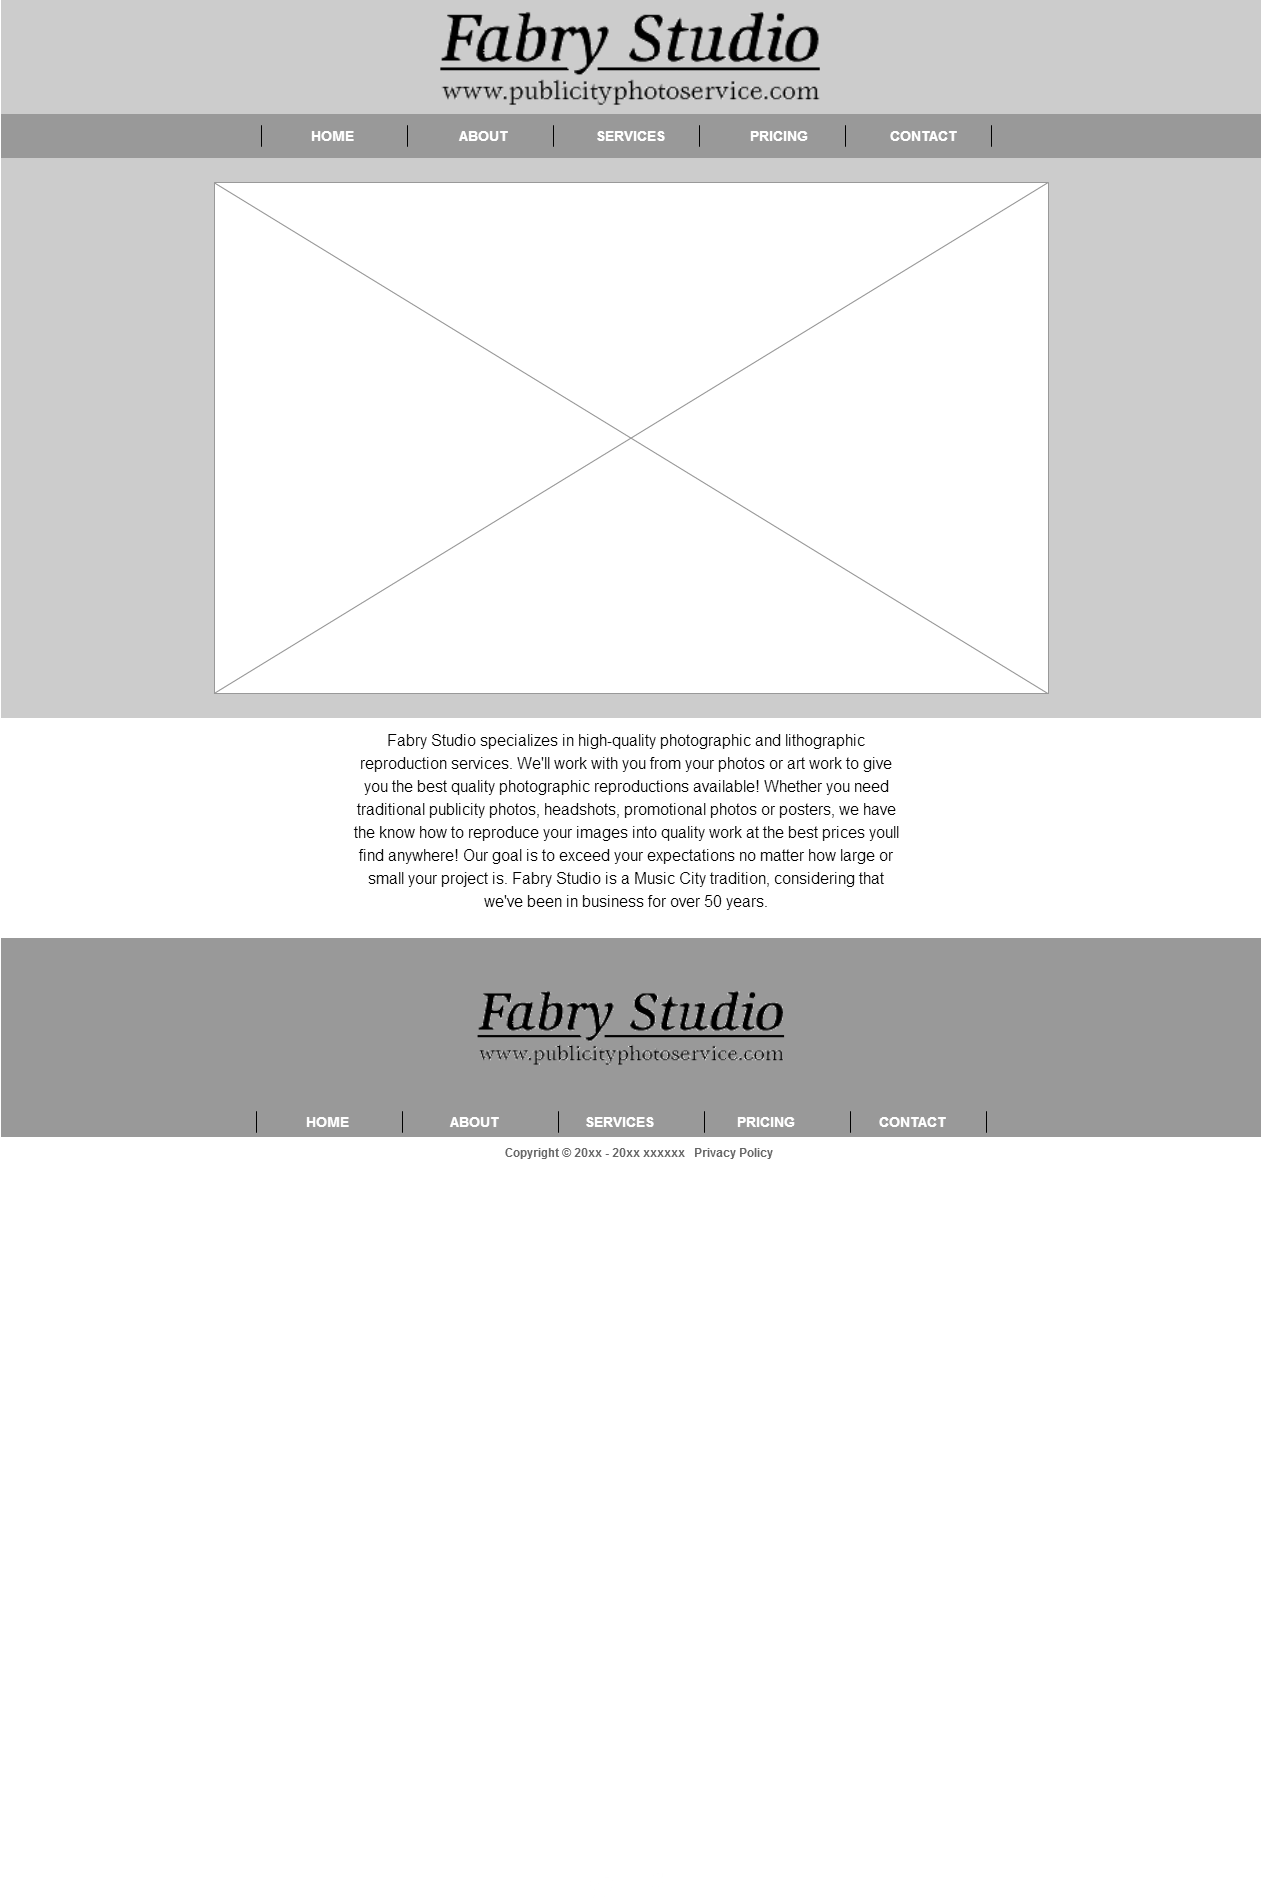 Fabry Studio
www.publicityphotoservice.com
HOME ABOUT SERVICES PRICING CONTACT
Fabry Studio specializes in high-quality photographic and lithographic
reproduction services. We'll work with you from your photos or art work to give
you the best quality photographic reproductions available! Whether you need
traditional publicity photos, headshots, promotional photos or posters, we have
the know how to reproduce your images into quality work at the best prices youll
find anywhere! Our goal is to exceed your expectations no matter how large or
small your project is. Fabry Studio is a Music City tradition, considering that
we've been in business for over 50 years.
Fabry Studio
www.publicityphotoservice.com
HOME ABOUT SERVICES PRICING CONTACT
Copyright © 20xx - 20xx xxxxxx Privacy Policy